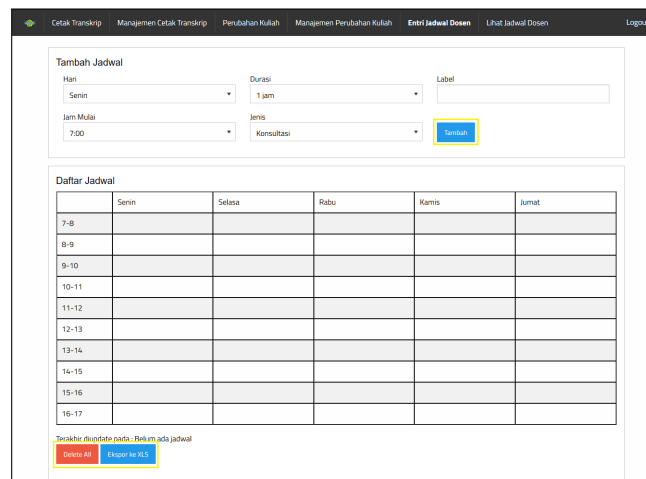 Cetak Transkrip Manajemen Cetak Transkrip Perubahan Kuliah Manajemen Perubahan Kuliah Entri Jadwal Dosen Lihat Jadwal Dosen Logou
Tambah Jadwal
Hari Durasi Label
Senin 1 jam
Jam Mulai Jenis
7:00 Konsultasi Tambah
Daftar Jadwal
Senin Selasa Rabu Kamis Jumat
7-8
8-9
9-10
10-11
11-12
12-13
13-14
14-15
15-16
16-17
Terakhir diupdate pada : Belum ada jadwal
Delete All Ekspor ke XLS